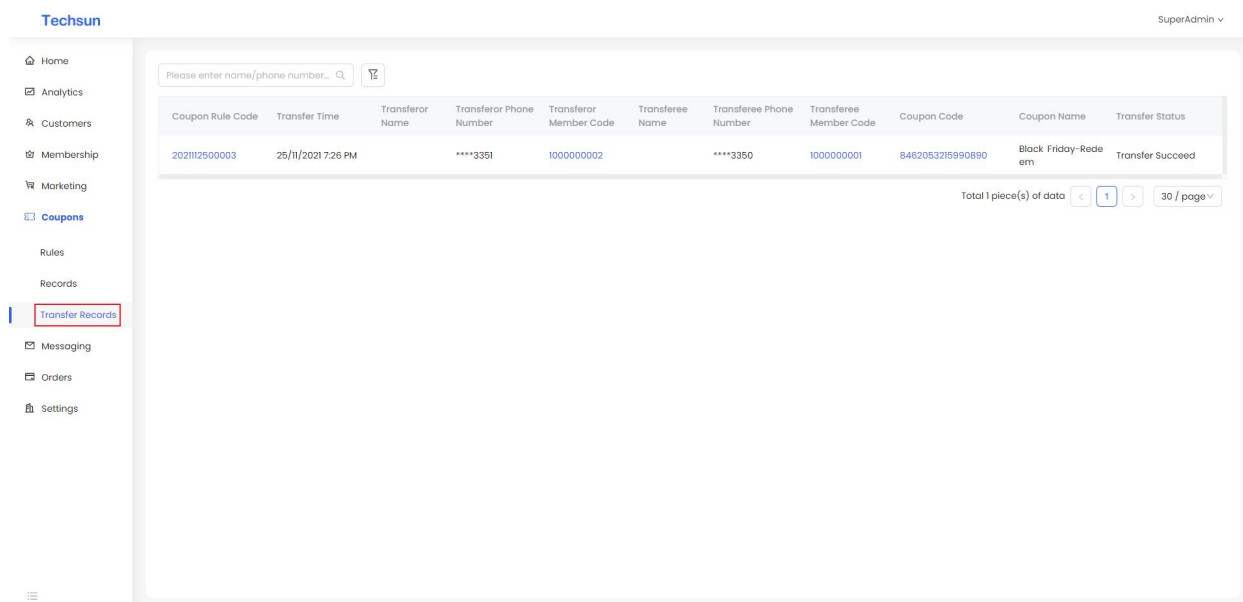 Techsun
SuperAdmin
Home
Analytics
Customers
Membership
Marketing
Coupons
Rules
Records
Transfer Records
Messaging
Orders
Settings
Please enter name/phone number...
Coupon Rule Code
Transfer Time
Transferor
Name
Transferor Phone
Number
Transferor
Member Code
Transferee
Name
Transferee Phone
Number
Transferee
Member Code
Coupon Code
Coupon Name
Transfer Status
2021112500003
25/11/2021 7:26 PM
****3351
1000000002
****3350
1000000001
8462053215990890
Black Friday-Rede
em
Transfer Succeed
Total 1 piece(s) of data
<
1
>
30 / page